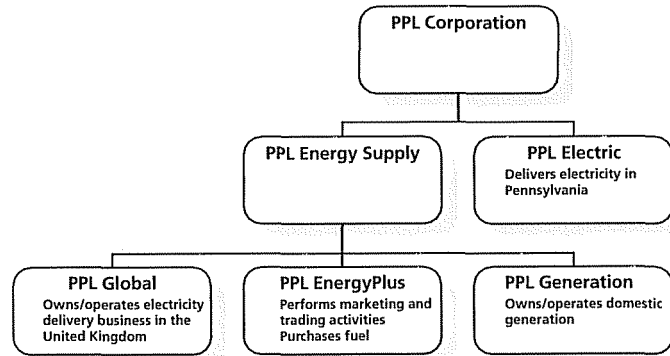 PPL Corporation
PPL Energy Supply
PPL Electric
Delivers electricity in
Pennsylvania
PPL Global
Owns/operates electricity
delivery business in the
United Kingdom
PPL EnergyPlus
Performs marketing and
trading activities
Purchases fuel
PPL Generation
Owns/operates domestic
generation